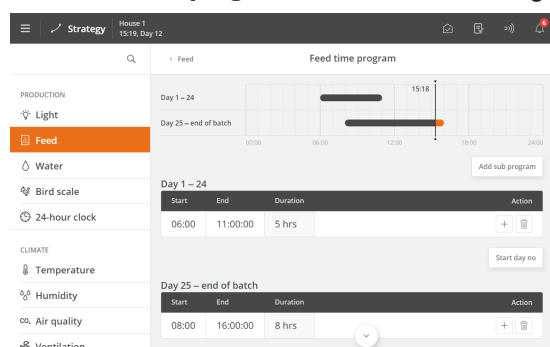 Strategy
House 1
15:19, Day 12
6
PRODUCTION
Light
Feed
Water
Bird scale
24-hour clock
CLIMATE
Temperature
Humidity
CO₂ Air quality
Ventilation
Feed
Feed time program
15:18
Day 1 – 24
Day 25 – end of batch
00:00 06:00 12:00 18:00 24:00
Add sub program
Day 1 – 24
Start End Duration Action
06:00 11:00:00 5 hrs
Start day no
Day 25 – end of batch
Start End Duration Action
08:00 16:00:00 8 hrs